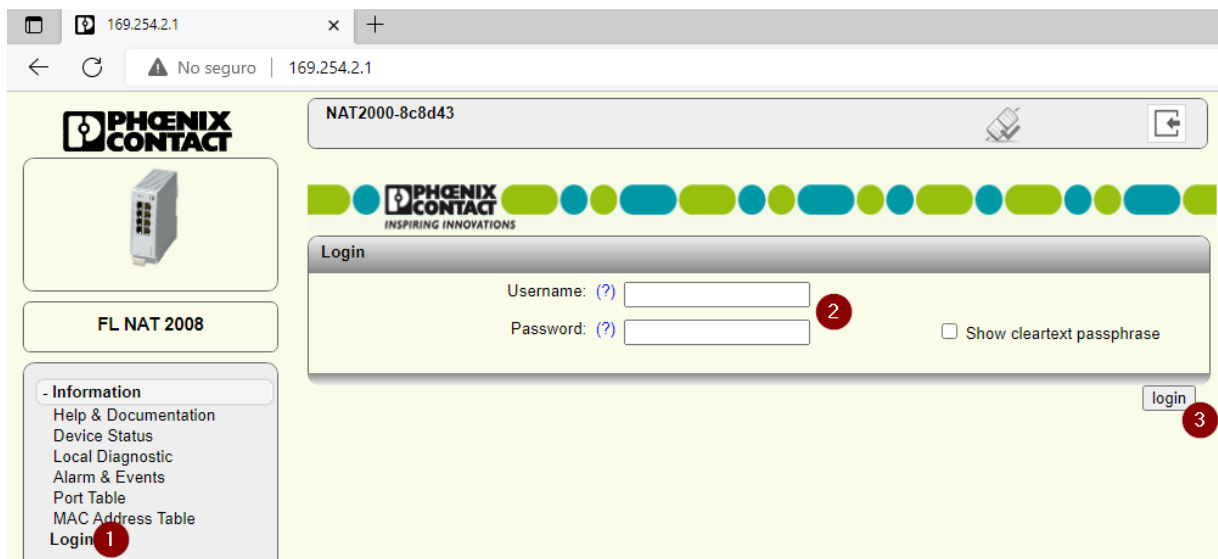 169.254.2.1
No seguro | 169.254.2.1
PHŒNIX
CONTACT
NAT2000-8c8d43
PHŒNIX
CONTACT
INSPIRING INNOVATIONS
Login
Username: (?)
2
Password: (?)
Show cleartext passphrase
FL NAT 2008
login
3
- Information
Help & Documentation
Device Status
Local Diagnostic
Alarm & Events
Port Table
MAC Address Table
Login 1